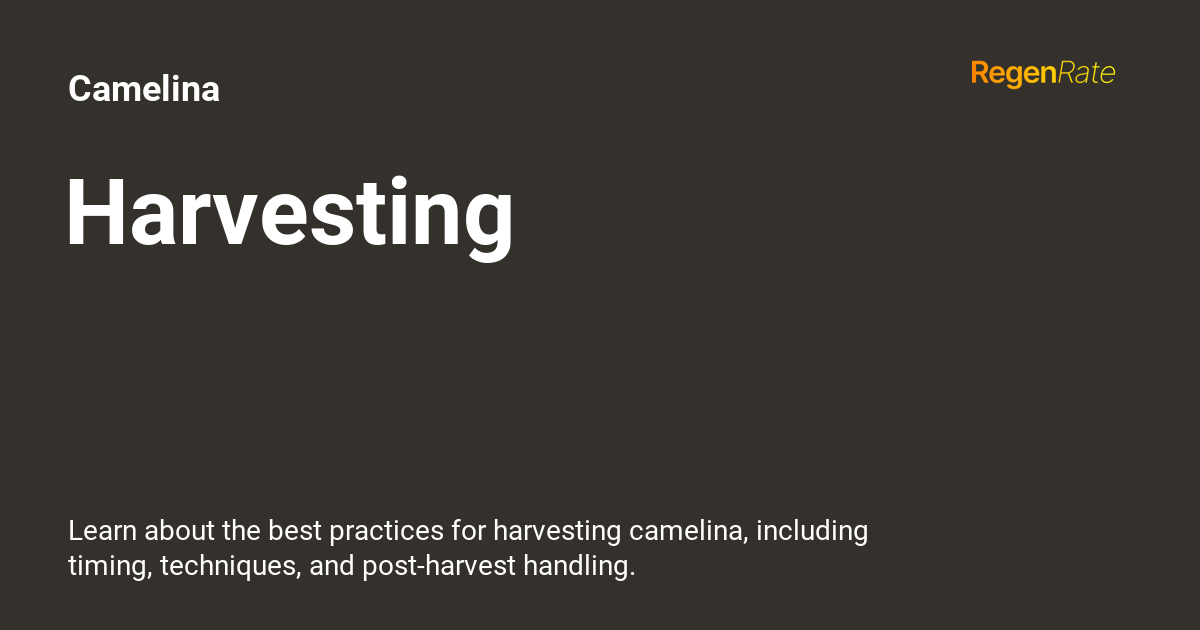 Camelina
RegenRate
Harvesting
Learn about the best practices for harvesting camelina, including
timing, techniques, and post-harvest handling.